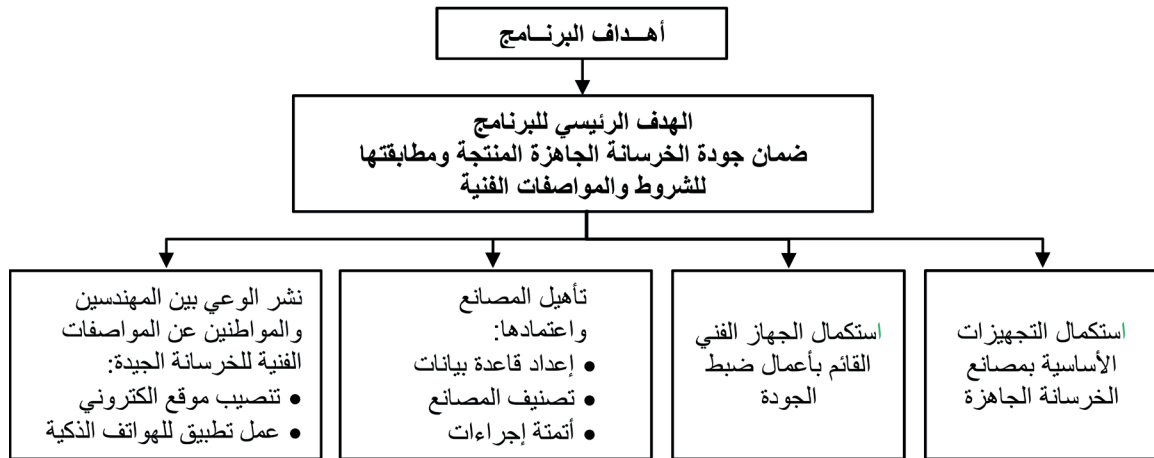 أهــداف البرنــامج
الهدف الرئيسي للبرنامج
ضمان جودة الخرسانة الجاهزة المنتجة ومطابقتها
للشروط والمواصفات الفنية
استكمال التجهيزات
الأساسية بمصانع
الخرسانة الجاهزة
استكمال الجهاز الفني
القائم بأعمال ضبط
الجودة
تأهيل المصانع
واعتمادها:
• إعداد قاعدة بيانات
• تصنيف المصانع
• أتمتة إجراءات
نشر الوعي بين المهندسين
والمواطنين عن المواصفات
الفنية للخرسانة الجيدة:
• تنصيب موقع الكتروني
• عمل تطبيق للهواتف الذكية